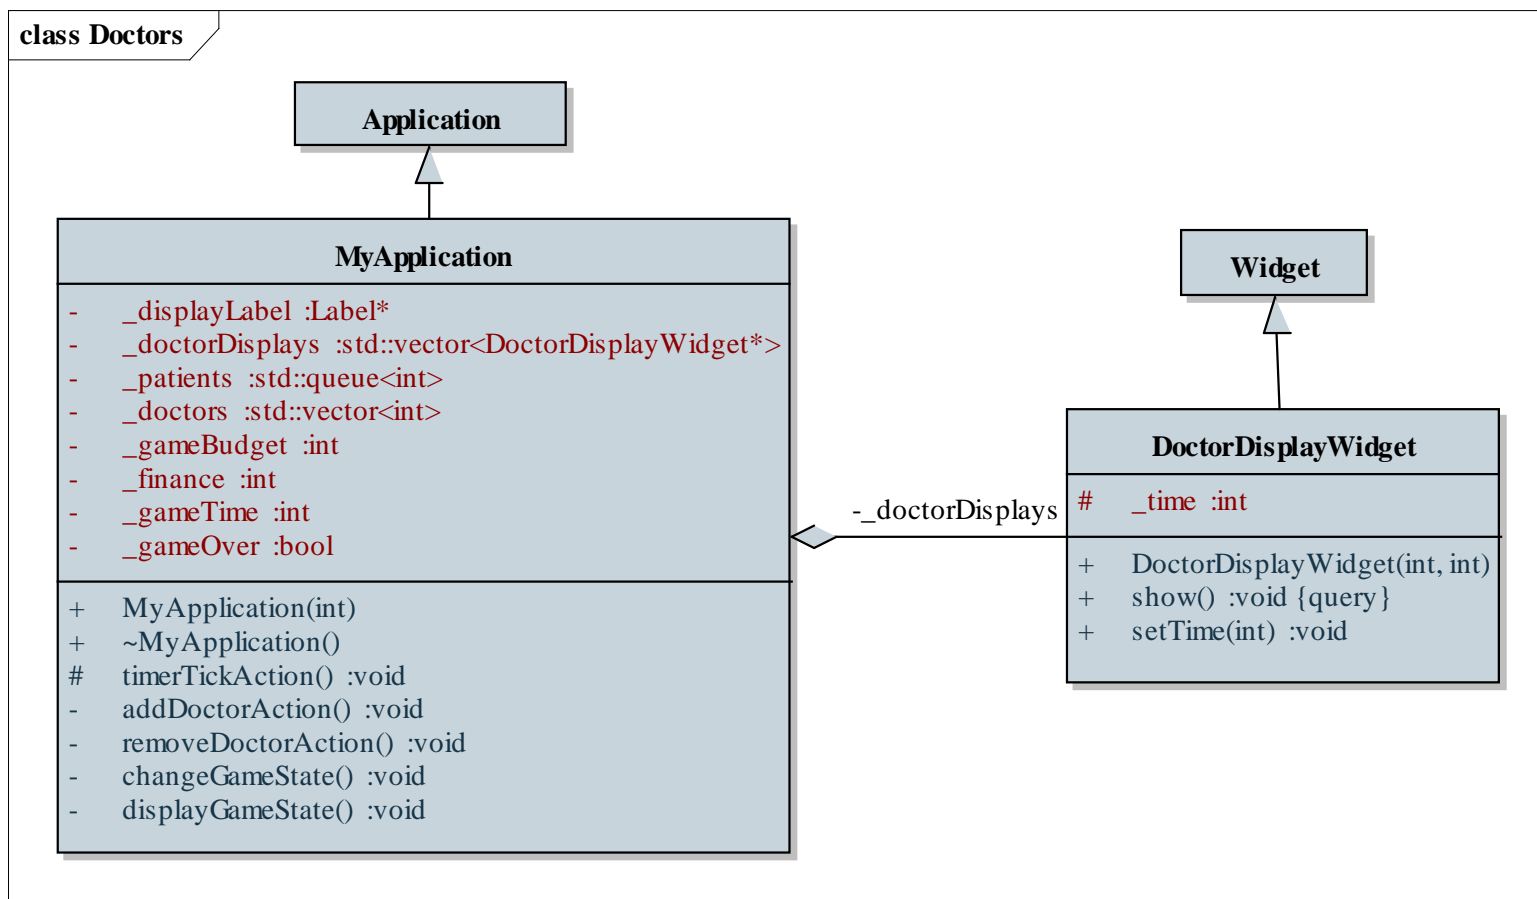 class Doctors
Application
MyApplication
- _displayLabel :Label*
- _doctorDisplays :std::vector<DoctorDisplayWidget*>
- _patients :std::queue<int>
- _doctors :std::vector<int>
- _gameBudget :int
- _finance :int
- _gameTime :int
- _gameOver :bool
+ MyApplication(int)
+ ~MyApplication()
# timerTickAction() :void
- addDoctorAction() :void
- removeDoctorAction() :void
- changeGameState() :void
- displayGameState() :void
-_doctorDisplays
Widget
DoctorDisplayWidget
# _time :int
+ DoctorDisplayWidget(int, int)
+ show() :void {query}
+ setTime(int) :void